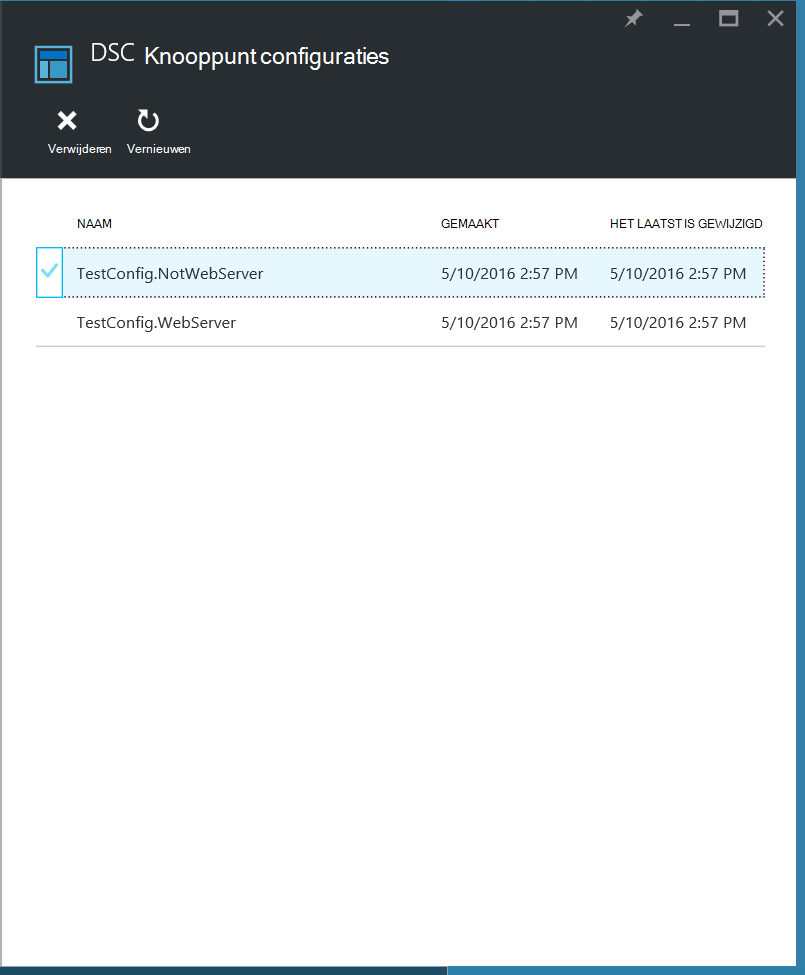 DSC Knooppunt configuraties
Verwijderen Vernieuwen
NAAM GEMAAKT HET LAATST IS GEWIJZIGD
TestConfig.NotWebServer 5/10/2016 2:57 PM 5/10/2016 2:57 PM
TestConfig.WebServer 5/10/2016 2:57 PM 5/10/2016 2:57 PM